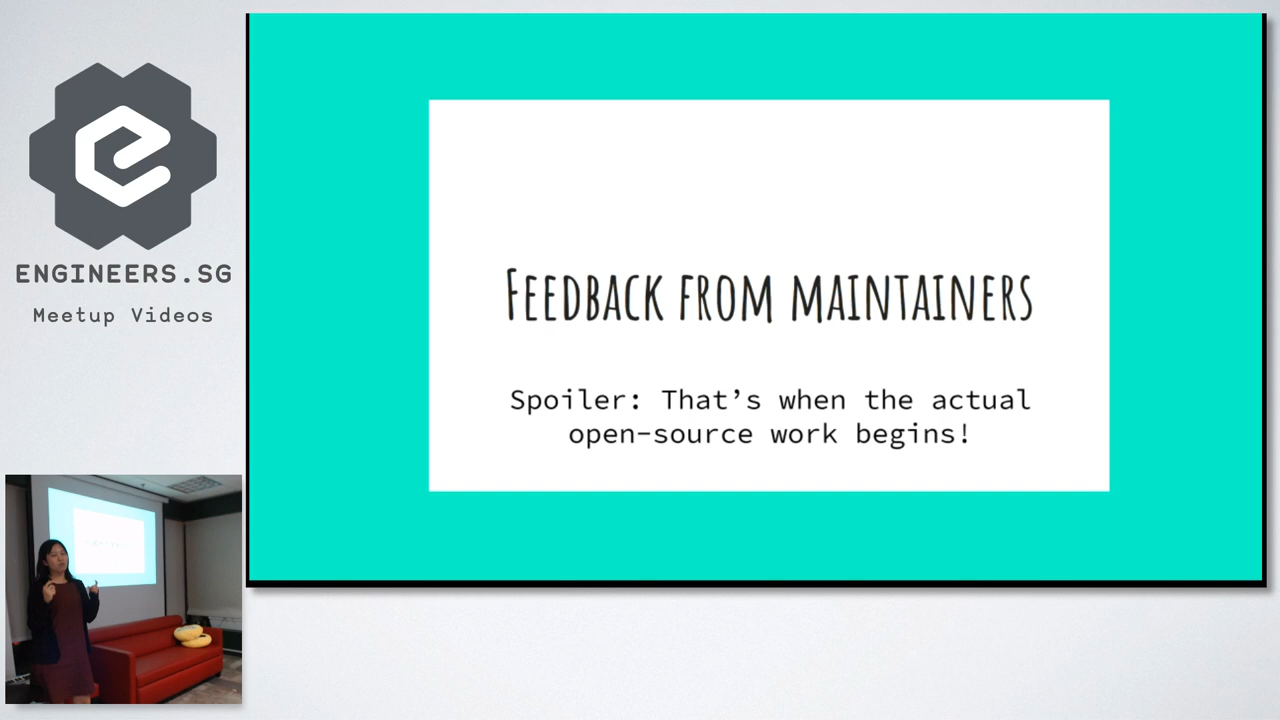 ENGINEERS.SG
Meetup Videos
Feedback from maintainers
Spoiler: That’s when the actual
open-source work begins!